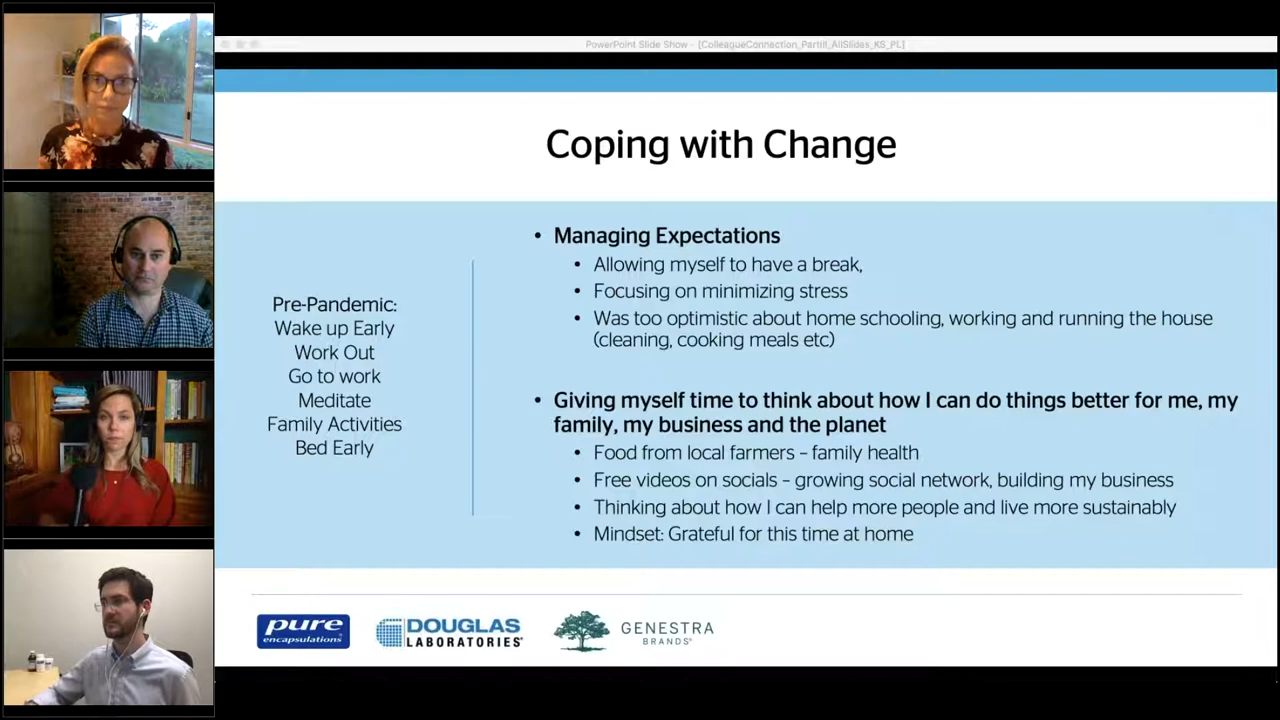 PowerPoint Slide Show - [ColleagueConnection_PartIII_AllSlides_KS_PL]
Coping with Change
Pre-Pandemic:
Wake up Early
Work Out
Go to work
Meditate
Family Activities
Bed Early
• Managing Expectations
• Allowing myself to have a break,
• Focusing on minimizing stress
• Was too optimistic about home schooling, working and running the house
(cleaning, cooking meals etc)
• Giving myself time to think about how I can do things better for me, my
family, my business and the planet
• Food from local farmers – family health
• Free videos on socials – growing social network, building my business
• Thinking about how I can help more people and live more sustainably
• Mindset: Grateful for this time at home
pure
encapsulations®
DOUGLAS
LABORATORIES®
GENESTRA
BRANDS®